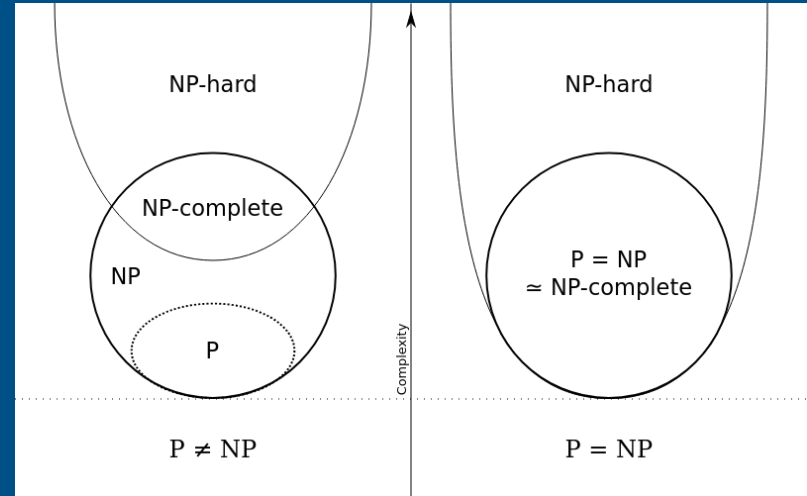 NP-hard
NP-complete
NP
P
P ≠ NP
Complexity
NP-hard
P = NP
≃ NP-complete
P = NP